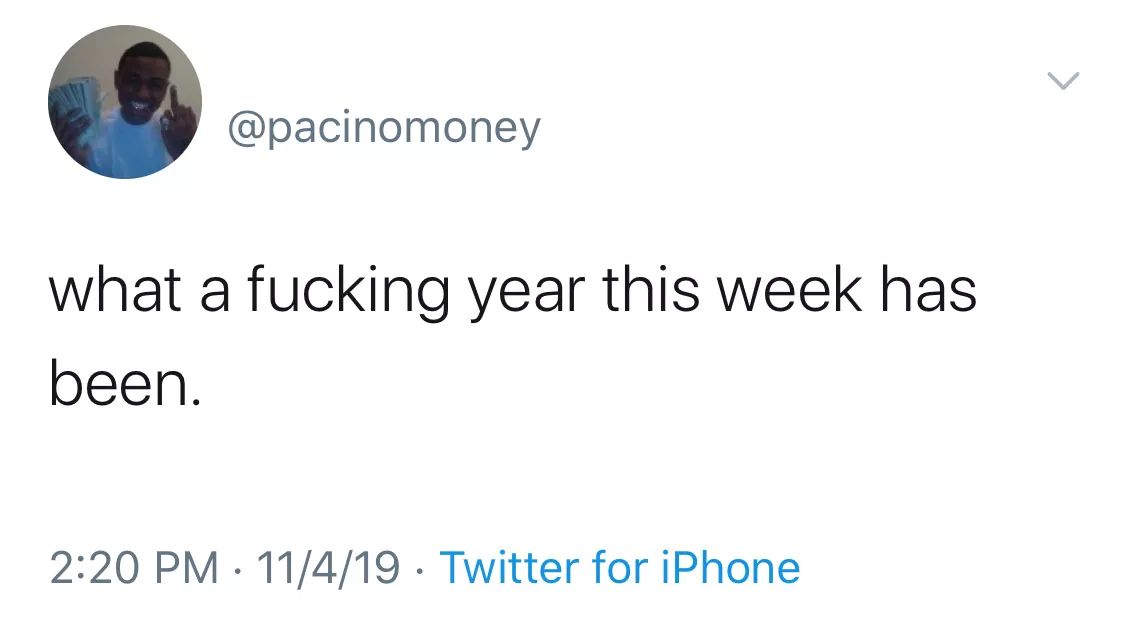 @pacinomoney
what a fucking year this week has
been.
2:20 PM · 11/4/19 · Twitter for iPhone